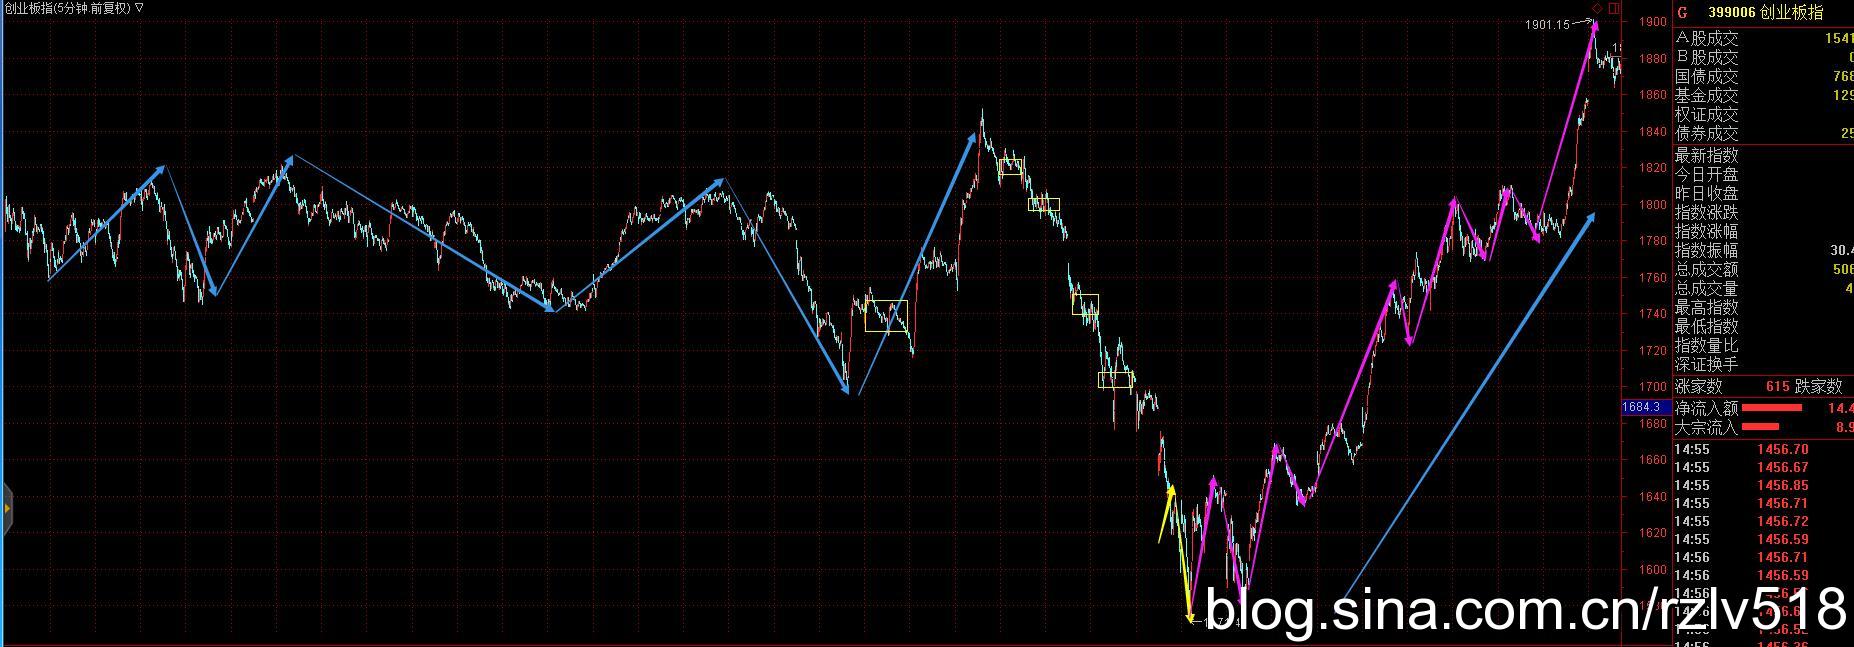 创业板指(5分钟.前复权) ▽
1901.15
1900
1880
1860
1840
1820
1800
1780
1760
1740
1720
1700
1684.3
1680
1660
1640
1620
1600
G 399006 创业板指
A股成交 1541
B股成交 0
国债成交 768
基金成交 129
权证成交
债券成交 25
最新指数
今日开盘
昨日收盘
指数涨跌
指数涨幅
指数振幅 30.4
总成交额 506
总成交量 4
最高指数
最低指数
指数量比
深证换手
涨家数 615 跌家数
净流入额 14.4
大宗流入 8.9
14:55 1456.70
14:55 1456.67
14:55 1456.85
14:55 1456.71
14:55 1456.72
14:55 1456.59
14:56 1456.71
14:56 1456.59
14:56
blog.sina.com.cn/rzlv518
14:56 1456.36